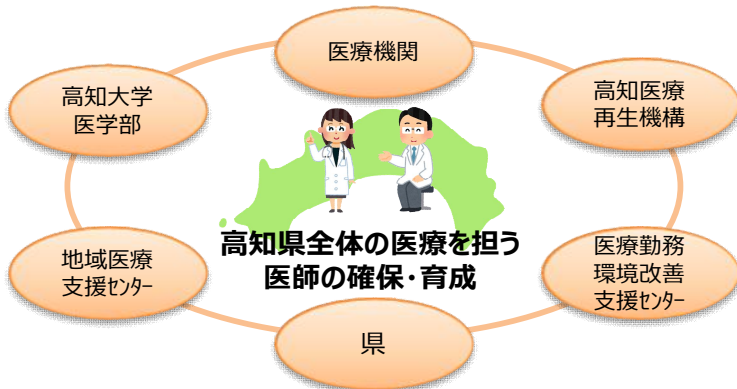 医療機関
高知大学
医学部
高知医療
再生機構
高知県全体の医療を担う
医師の確保・育成
地域医療
支援ｾﾝﾀｰ
医療勤務
環境改善
支援ｾﾝﾀｰ
県